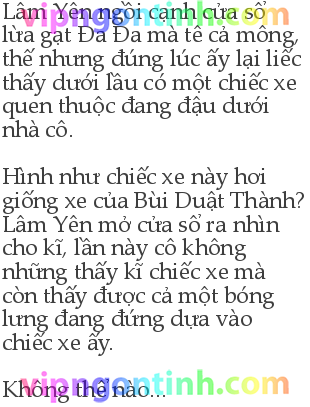 Lâm Yên ngồi cạnh cửa sổ
lừa gạt Đa Đa mà tê cả mông,
thế nhưng đúng lúc ấy lại liếc
thấy dưới lầu có một chiếc xe
quen thuộc đang đậu dưới
nhà cô.
Hình như chiếc xe này hơi
giống xe của Bùi Duật Thành?
Lâm Yên mở cửa sổ ra nhìn
cho kĩ, lần này cô không
những thấy kĩ chiếc xe mà
còn thấy được cả một bóng
lưng đang đứng dựa vào
chiếc xe ấy.
Không thể nào...
vipngontinh.com
vipngontinh.com